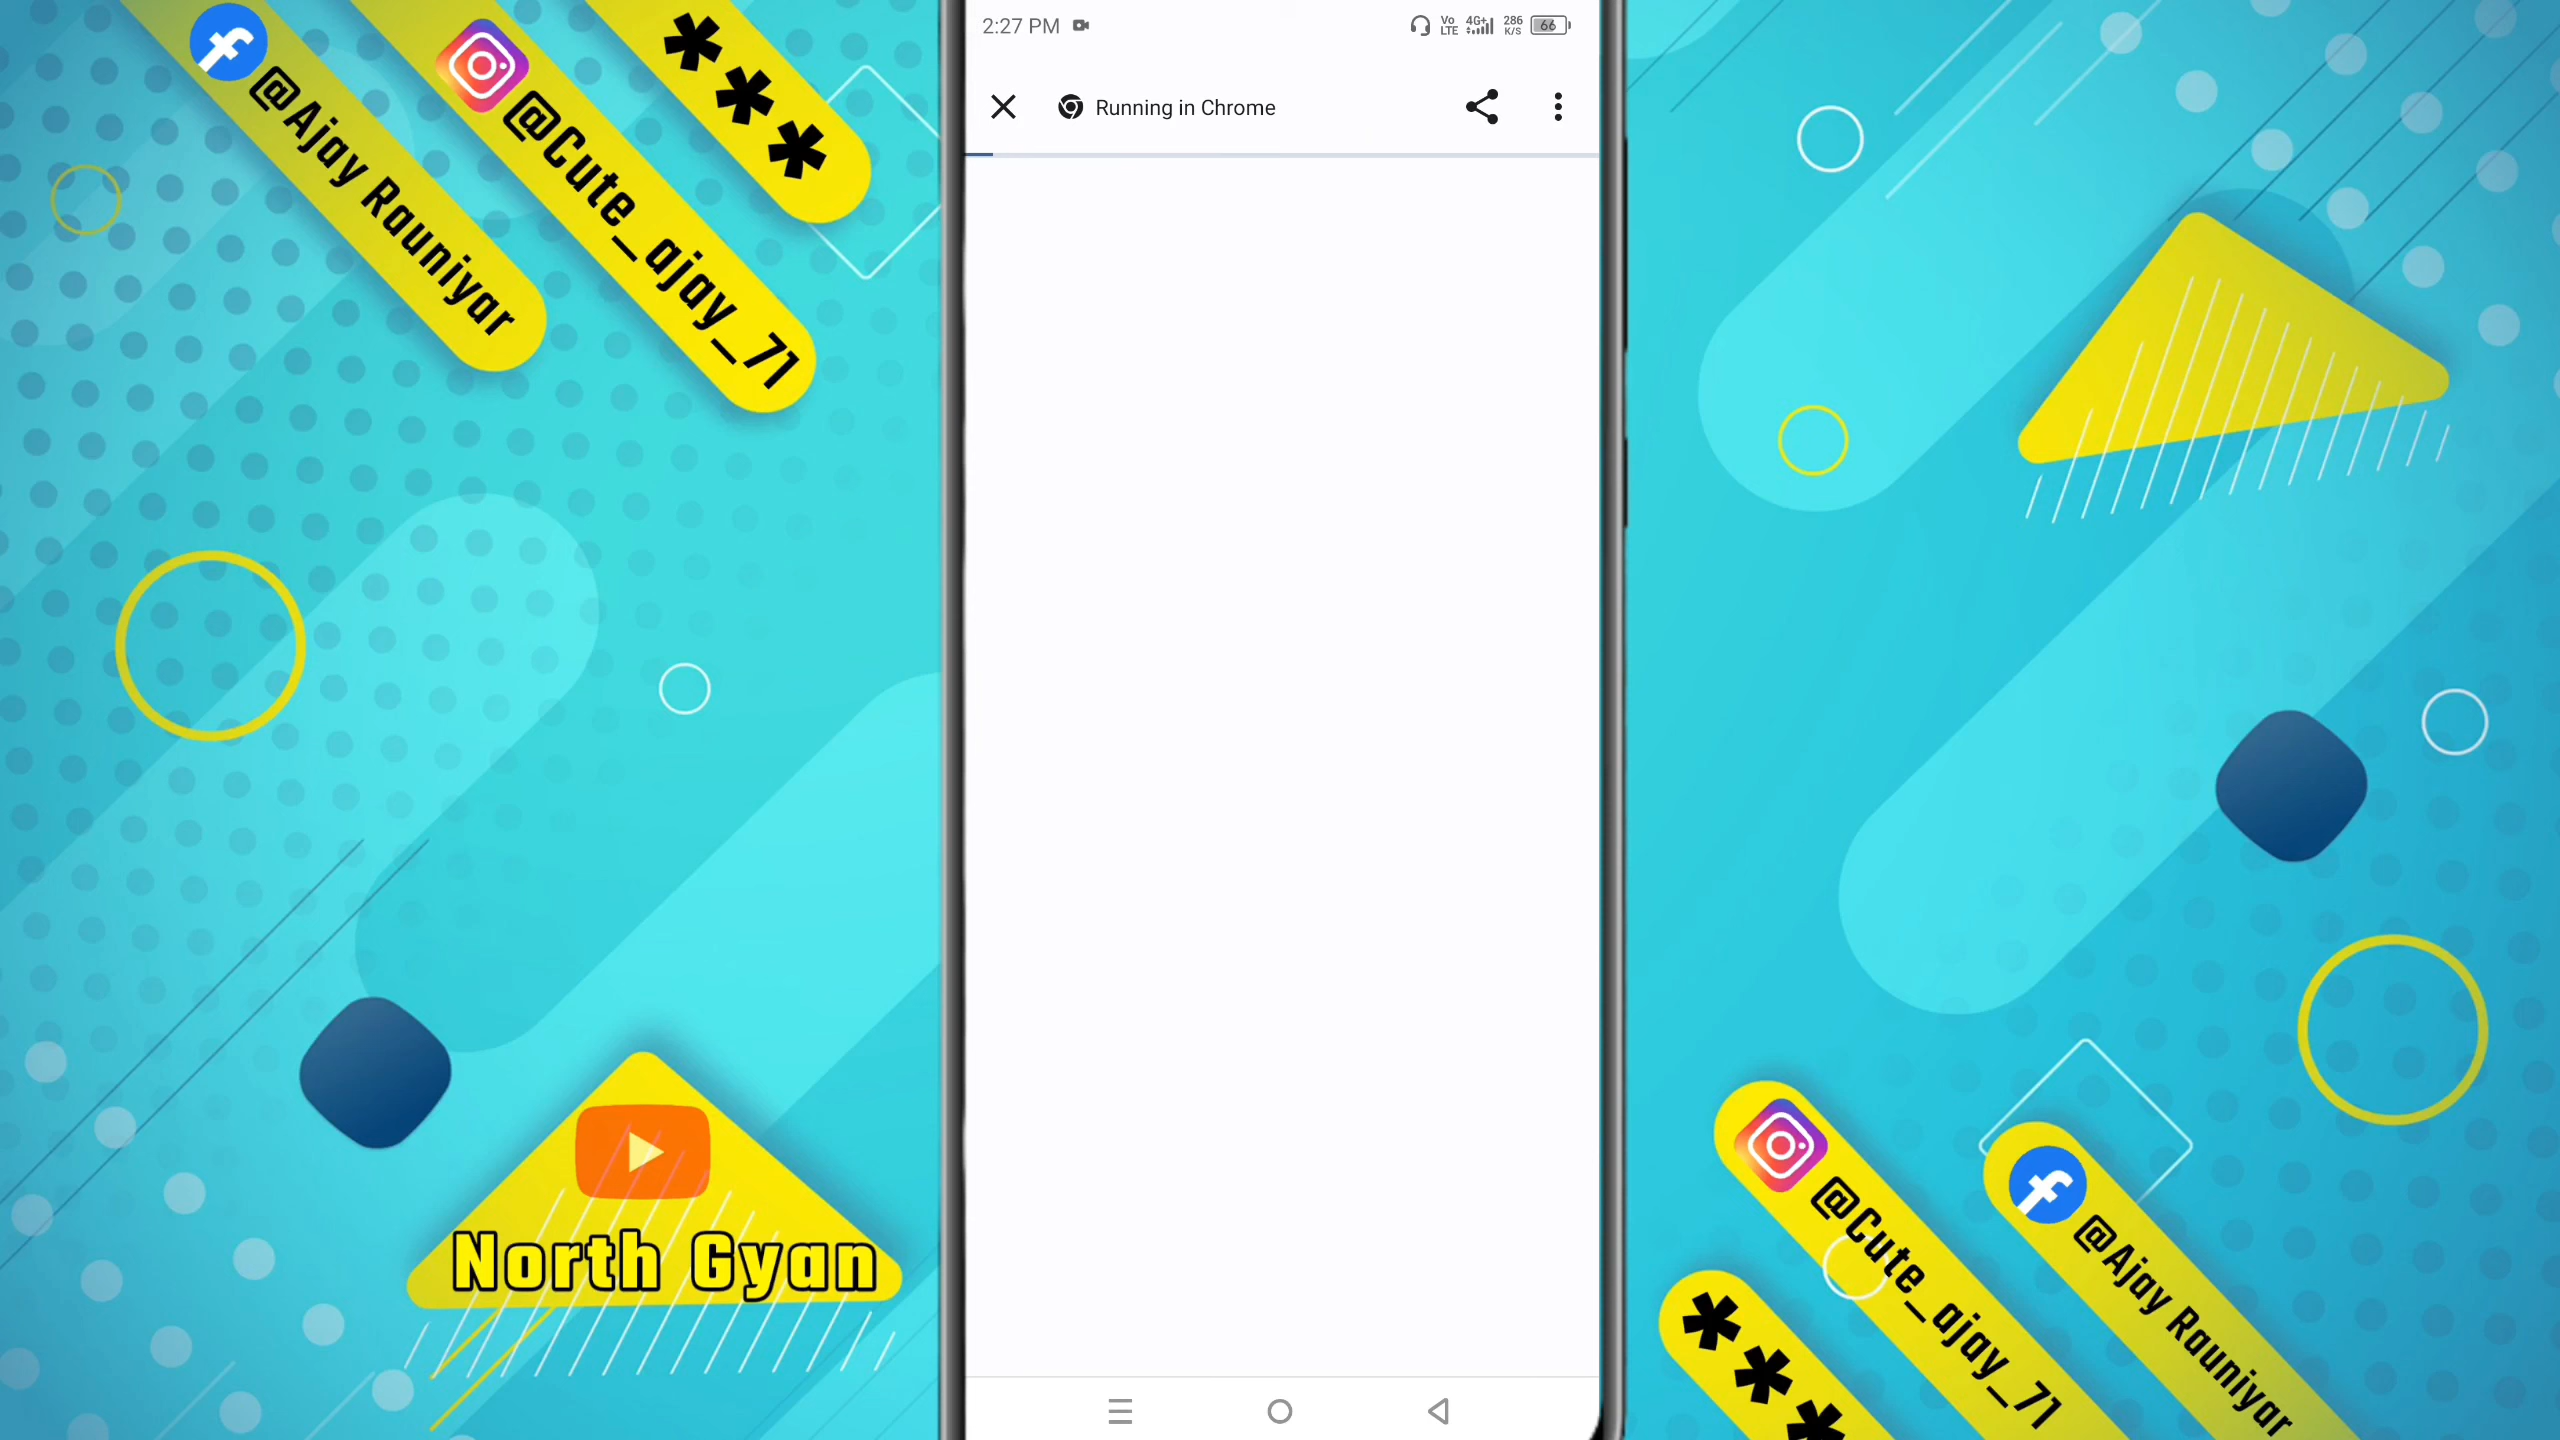 @Ajay Rauniyar
@Cute_ajay_71
***
2:27 PM
Vo LTE 4G+ 286 K/S 66
Running in Chrome
North Gyan
@Cute_ajay_71
@Ajay Rauniyar
***